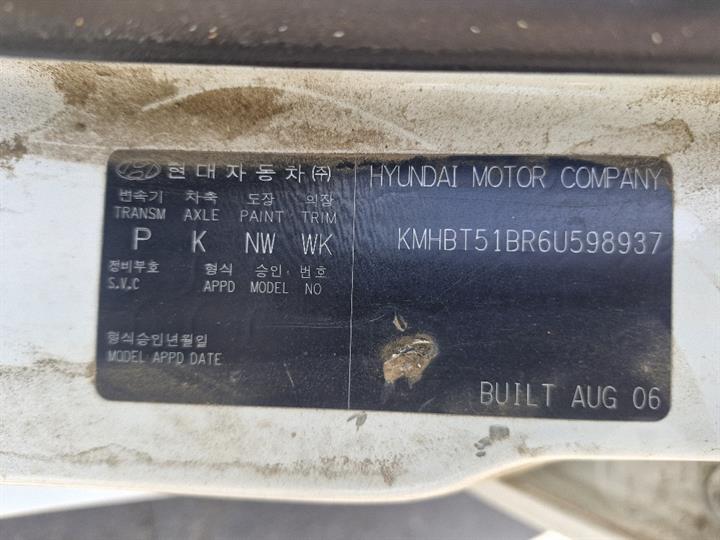 현대자동차㈜
변속기 차축 도장 의장
TRANSM AXLE PAINT TRIM
P K NW WK
정비부호 형식 승인 번호
S.V.C APPD MODEL NO
형식승인년월일
MODEL APPD DATE
HYUNDAI MOTOR COMPANY
KMHBT51BR6U598937
BUILT AUG 06